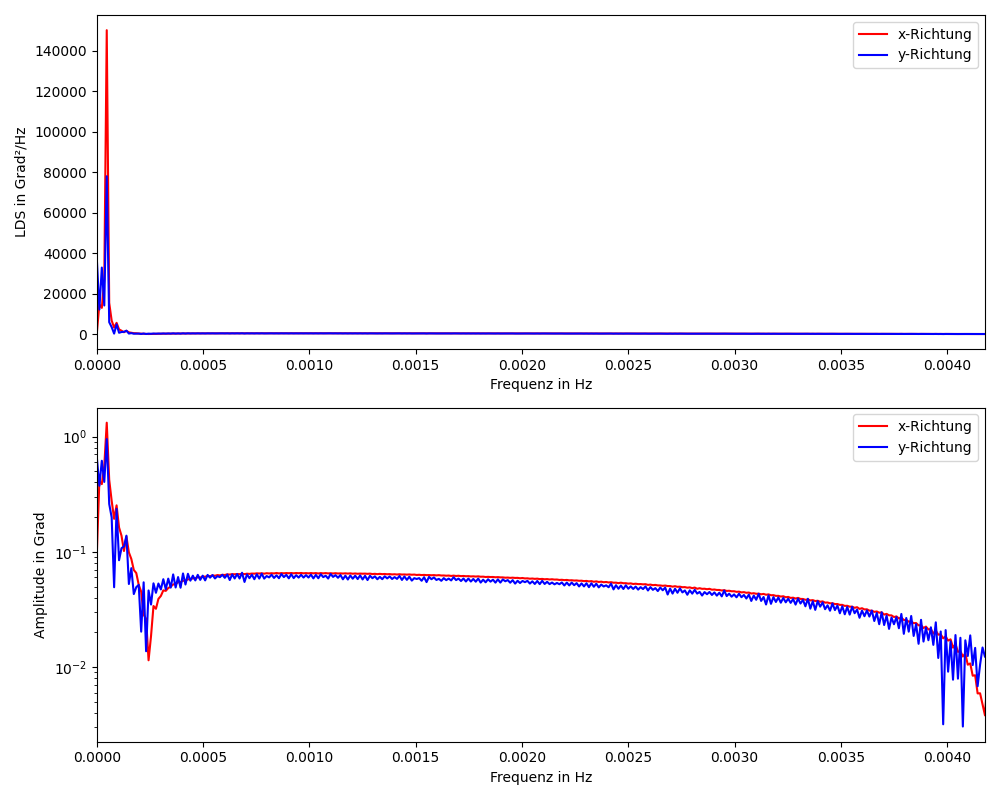 140000
120000
100000
80000
60000
40000
20000
0
LDS in Grad²/Hz
x-Richtung
y-Richtung
0.0000 0.0005 0.0010 0.0015 0.0020 0.0025 0.0030 0.0035 0.0040
Frequenz in Hz
10⁰
10⁻¹
10⁻²
Amplitude in Grad
x-Richtung
y-Richtung
0.0000 0.0005 0.0010 0.0015 0.0020 0.0025 0.0030 0.0035 0.0040
Frequenz in Hz